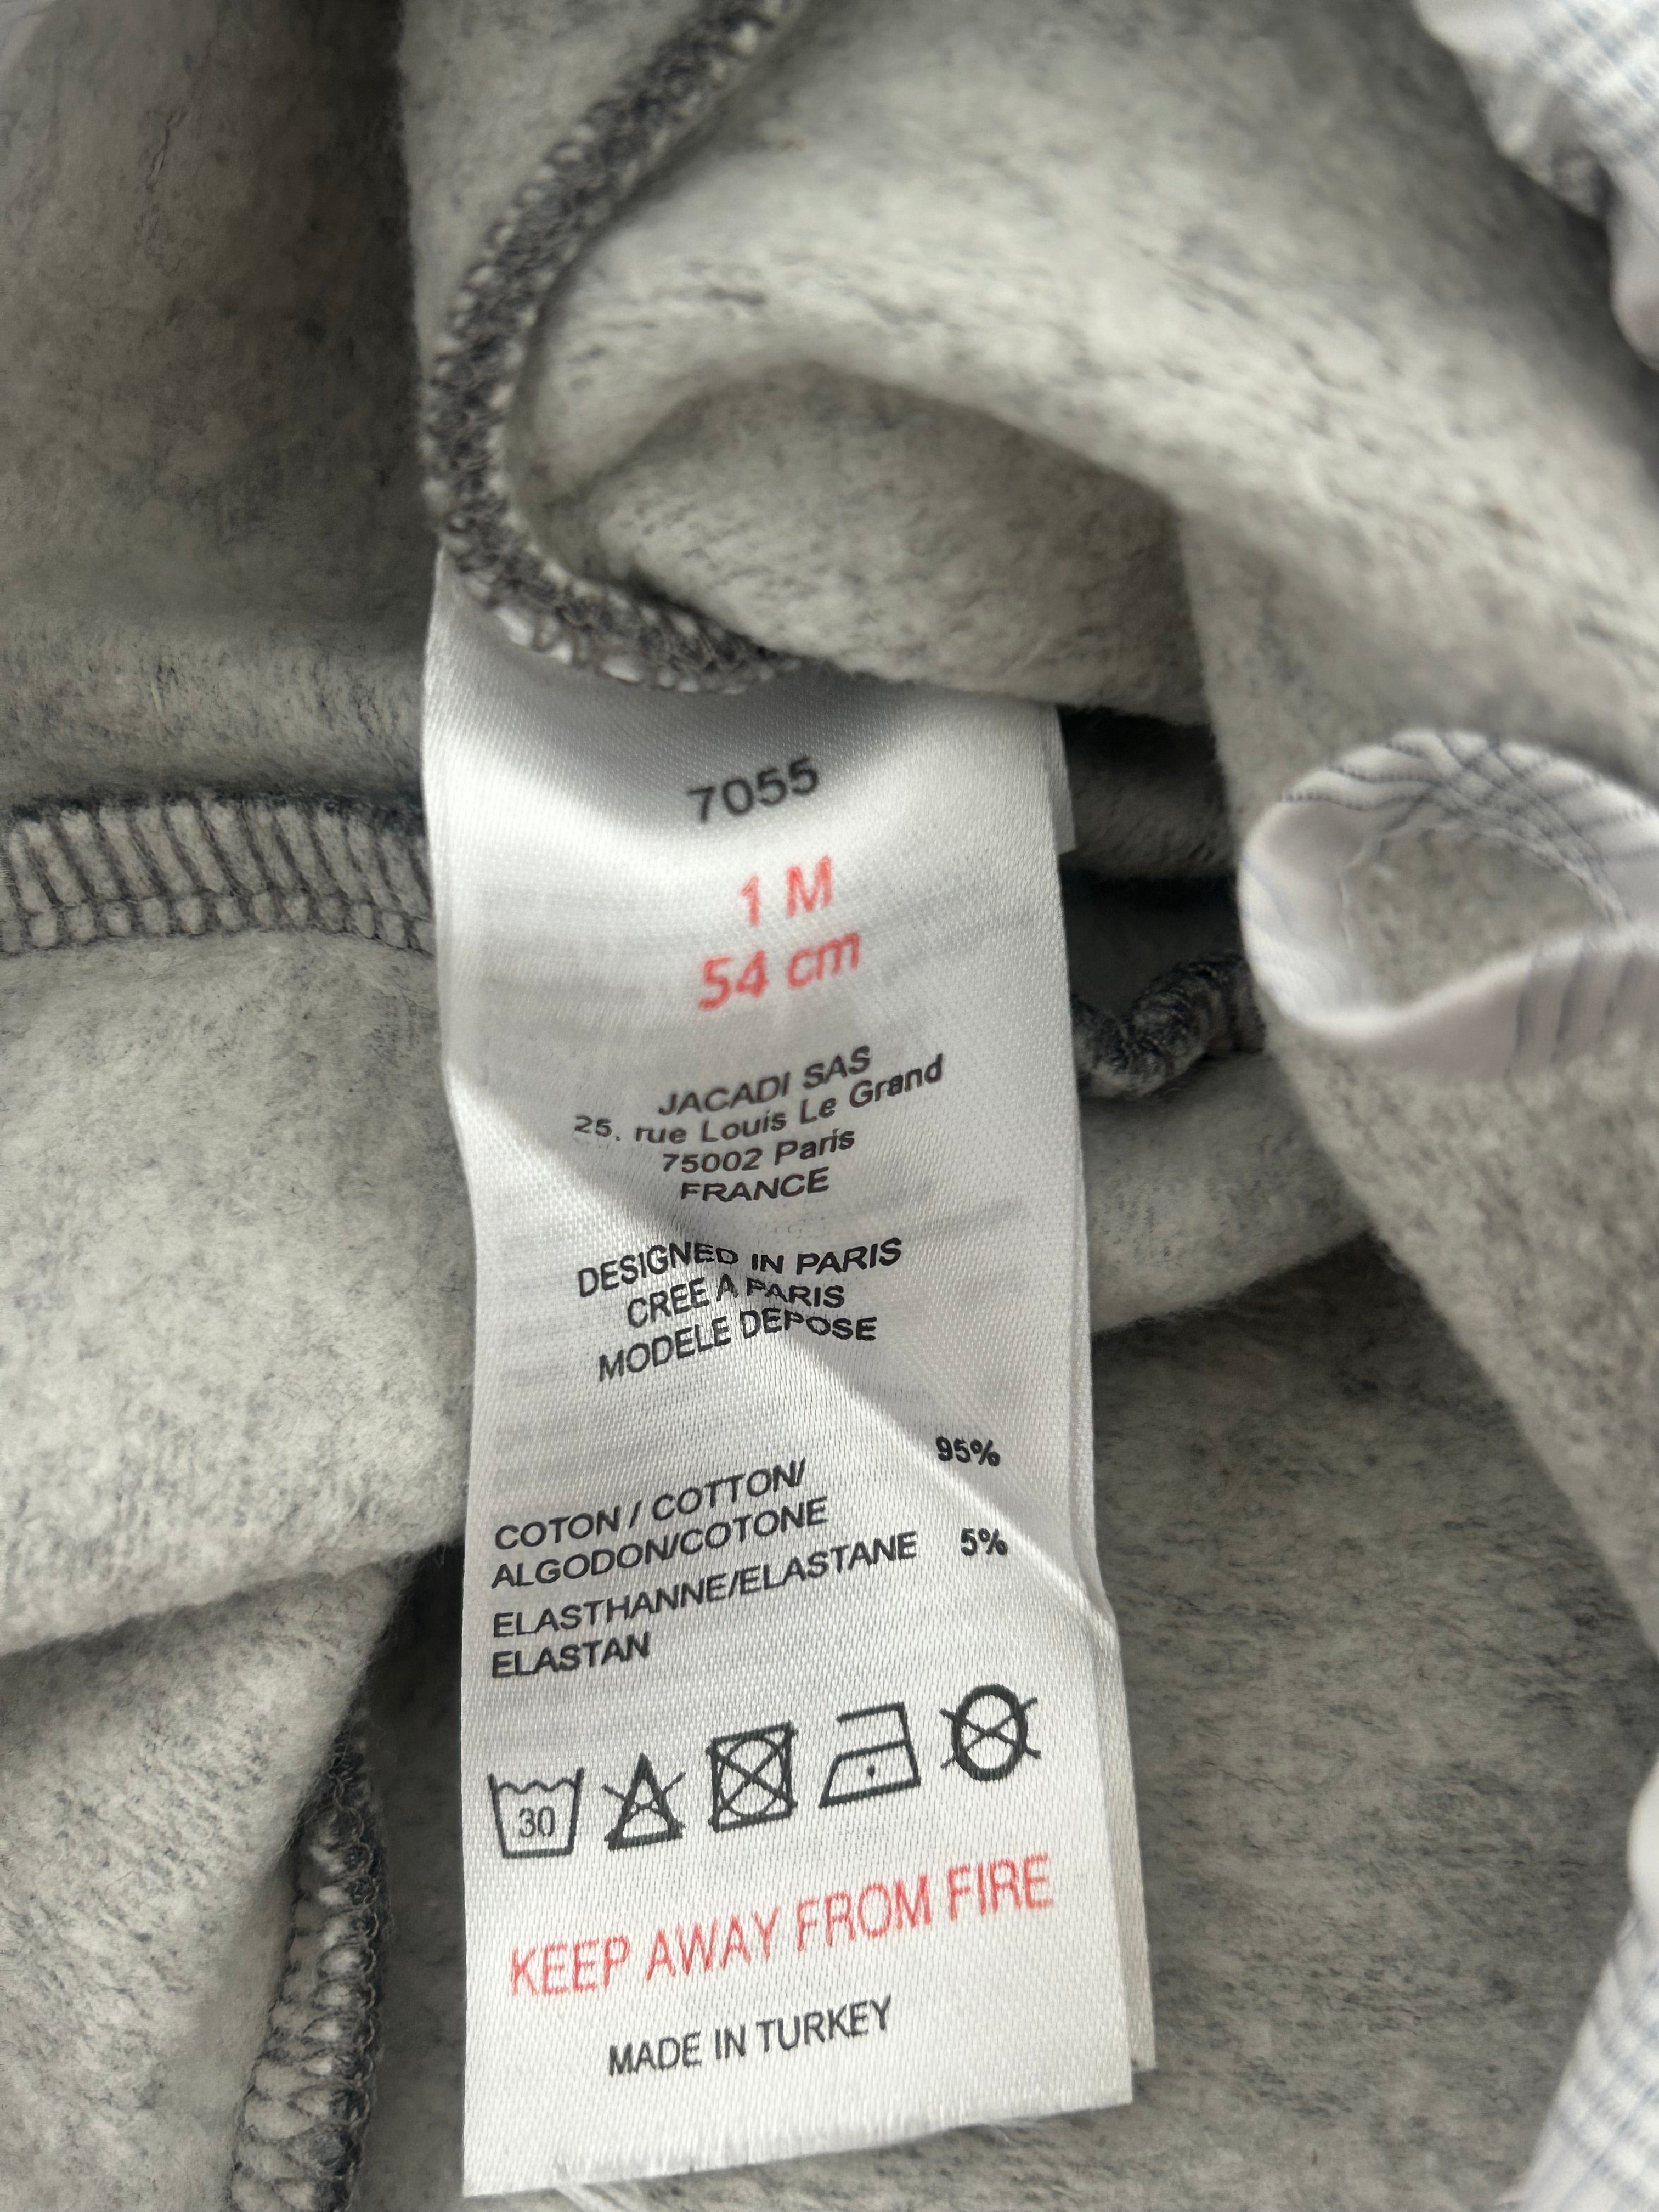 7055
1 M
54 cm
JACADI SAS
25, rue Louis Le Grand
75002 Paris
FRANCE
DESIGNED IN PARIS
CREE A PARIS
MODELE DEPOSE
COTON / COTTON/ 95%
ALGODON/COTONE
ELASTHANNE/ELASTANE 5%
ELASTAN
30
KEEP AWAY FROM FIRE
MADE IN TURKEY